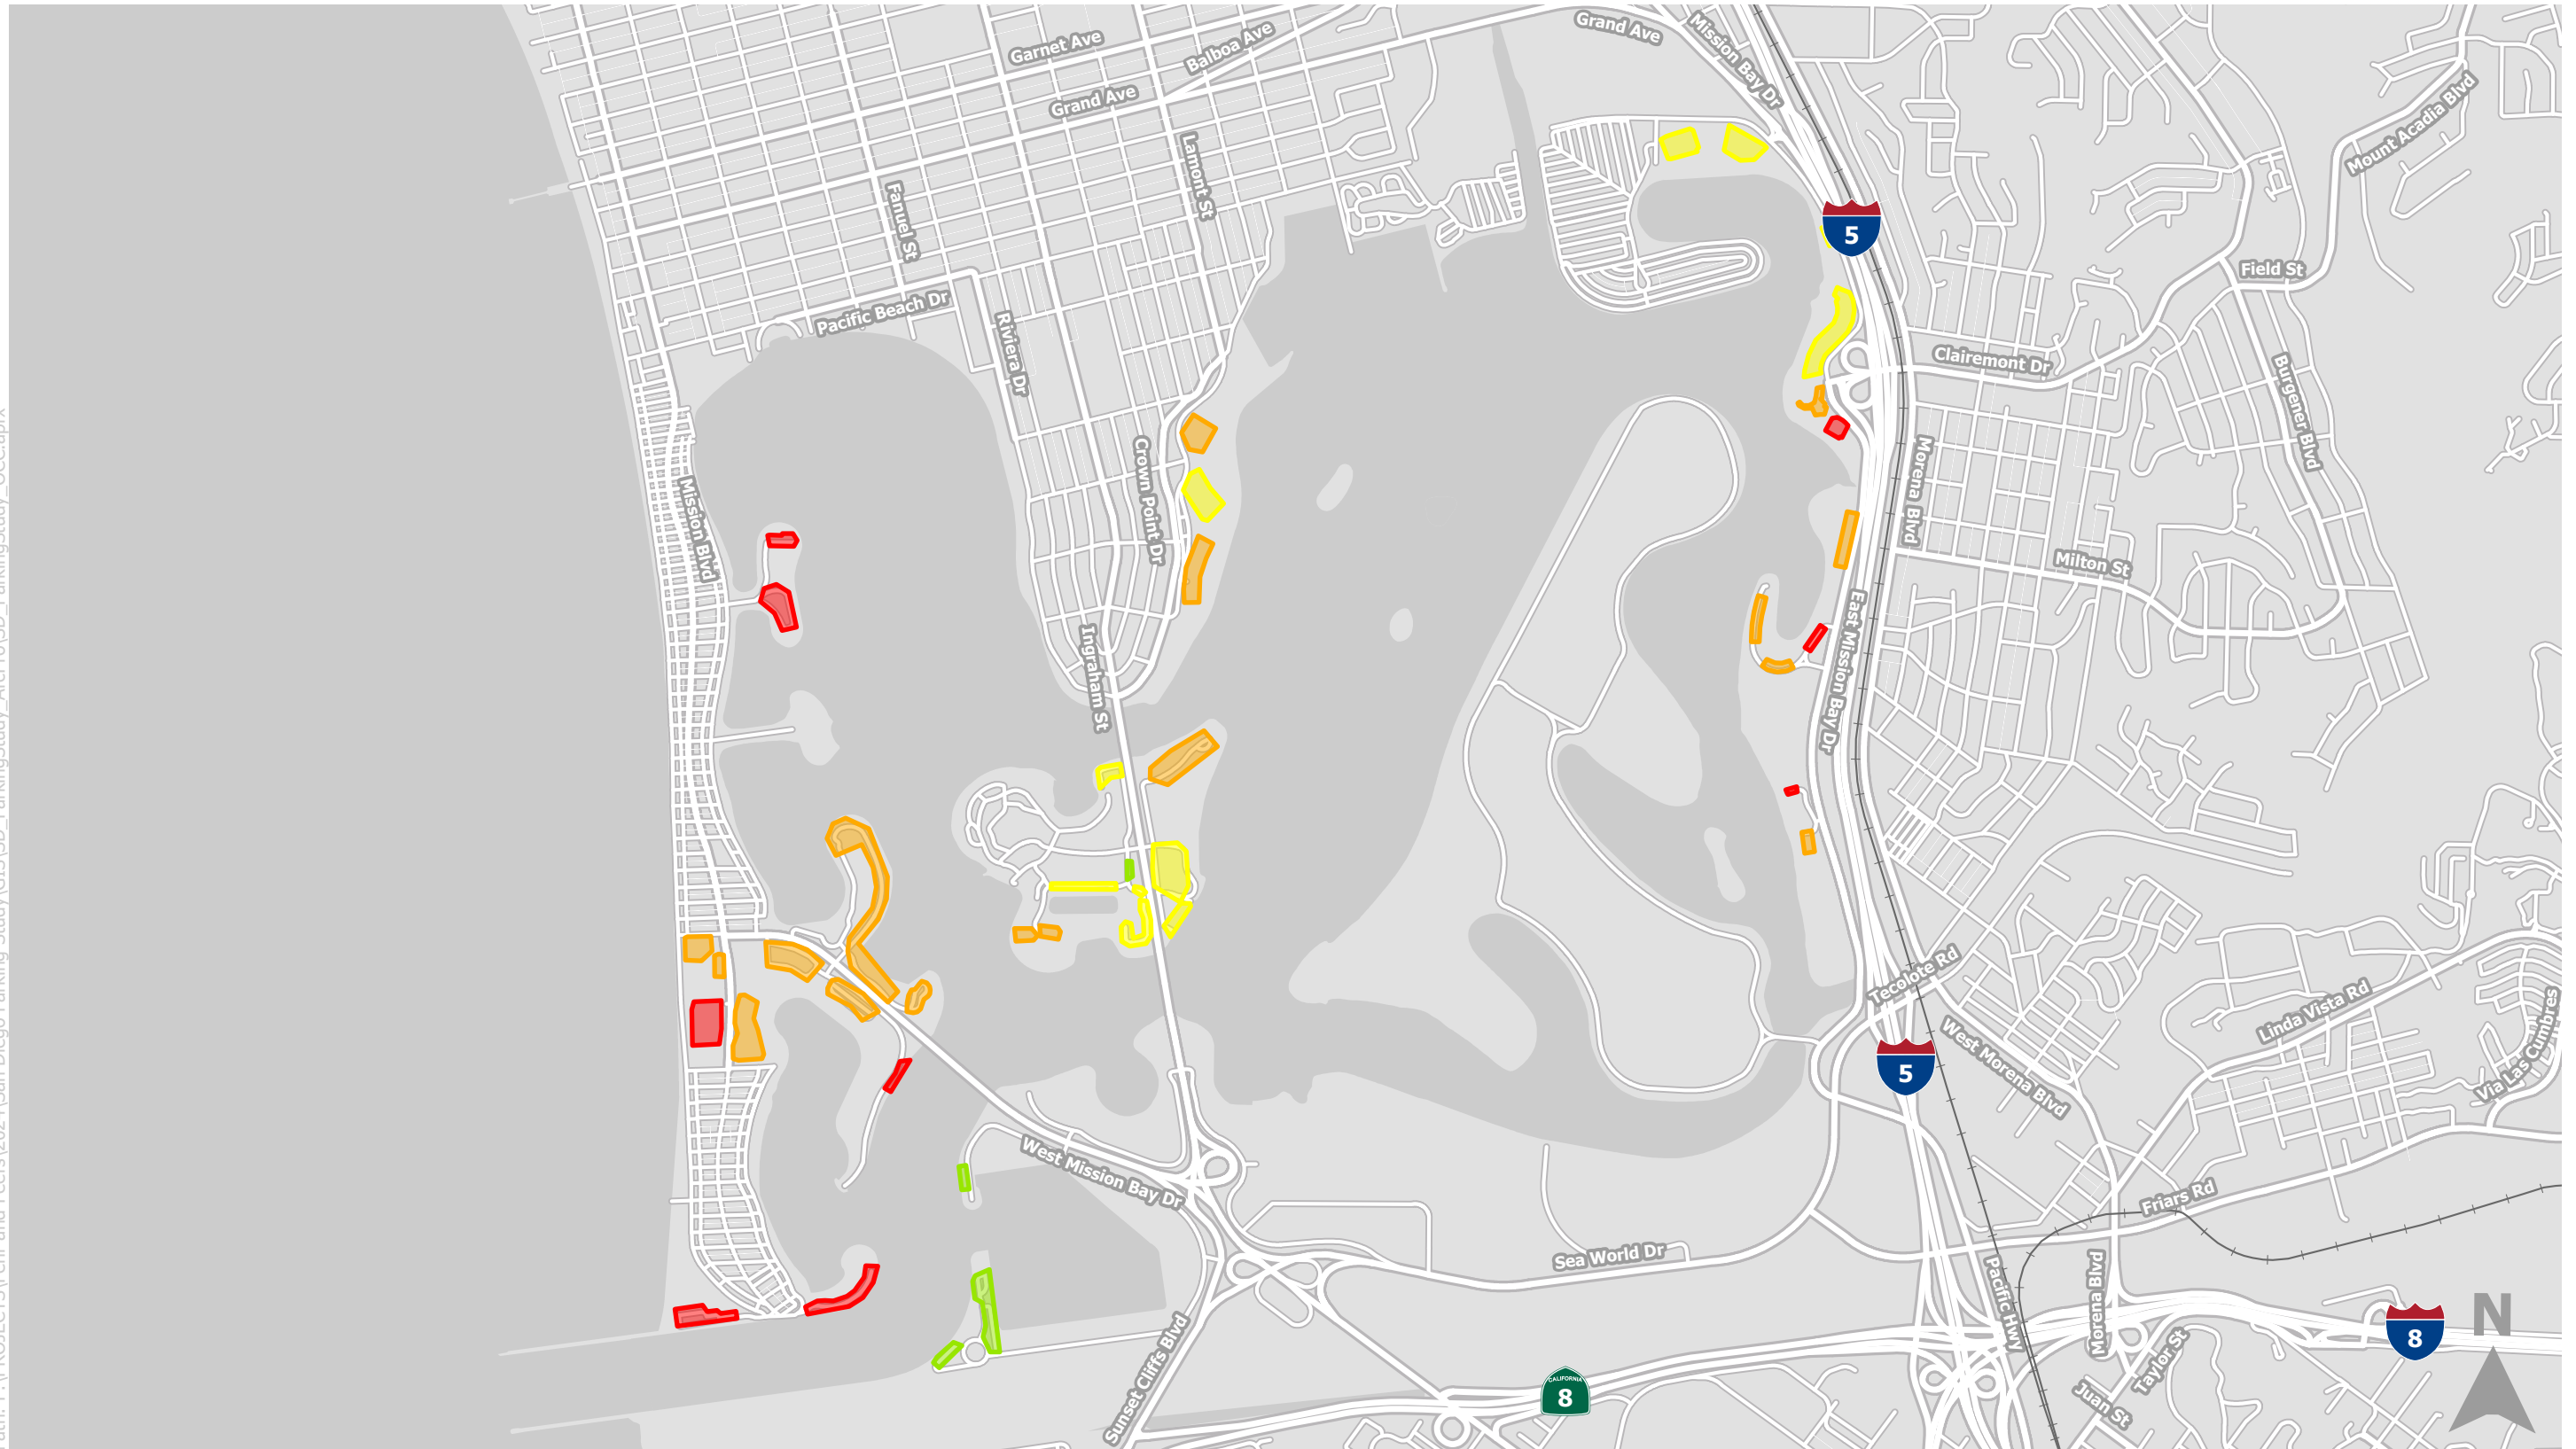 Garnet Ave
Balboa Ave
Grand Ave
Grand Ave
Mission Bay Dr
Mount Acadia Blvd
Lamont St
Fanuel St
5
Field St
Pacific Beach Dr
Riviera Dr
Clairemont Dr
Burgener Blvd
Crown Point Dr
Morena Blvd
Mission Blvd
Milton St
Ingraham St
East Mission Bay Dr
Tecolote Rd
Linda Vista Rd
Via Las Cumbres
West Morena Blvd
5
West Mission Bay Dr
Friars Rd
Sea World Dr
Pacific Hwy
Morena Blvd
Taylor St
Juan St
Sunset Cliffs Blvd
CALIFORNIA
8
8
N